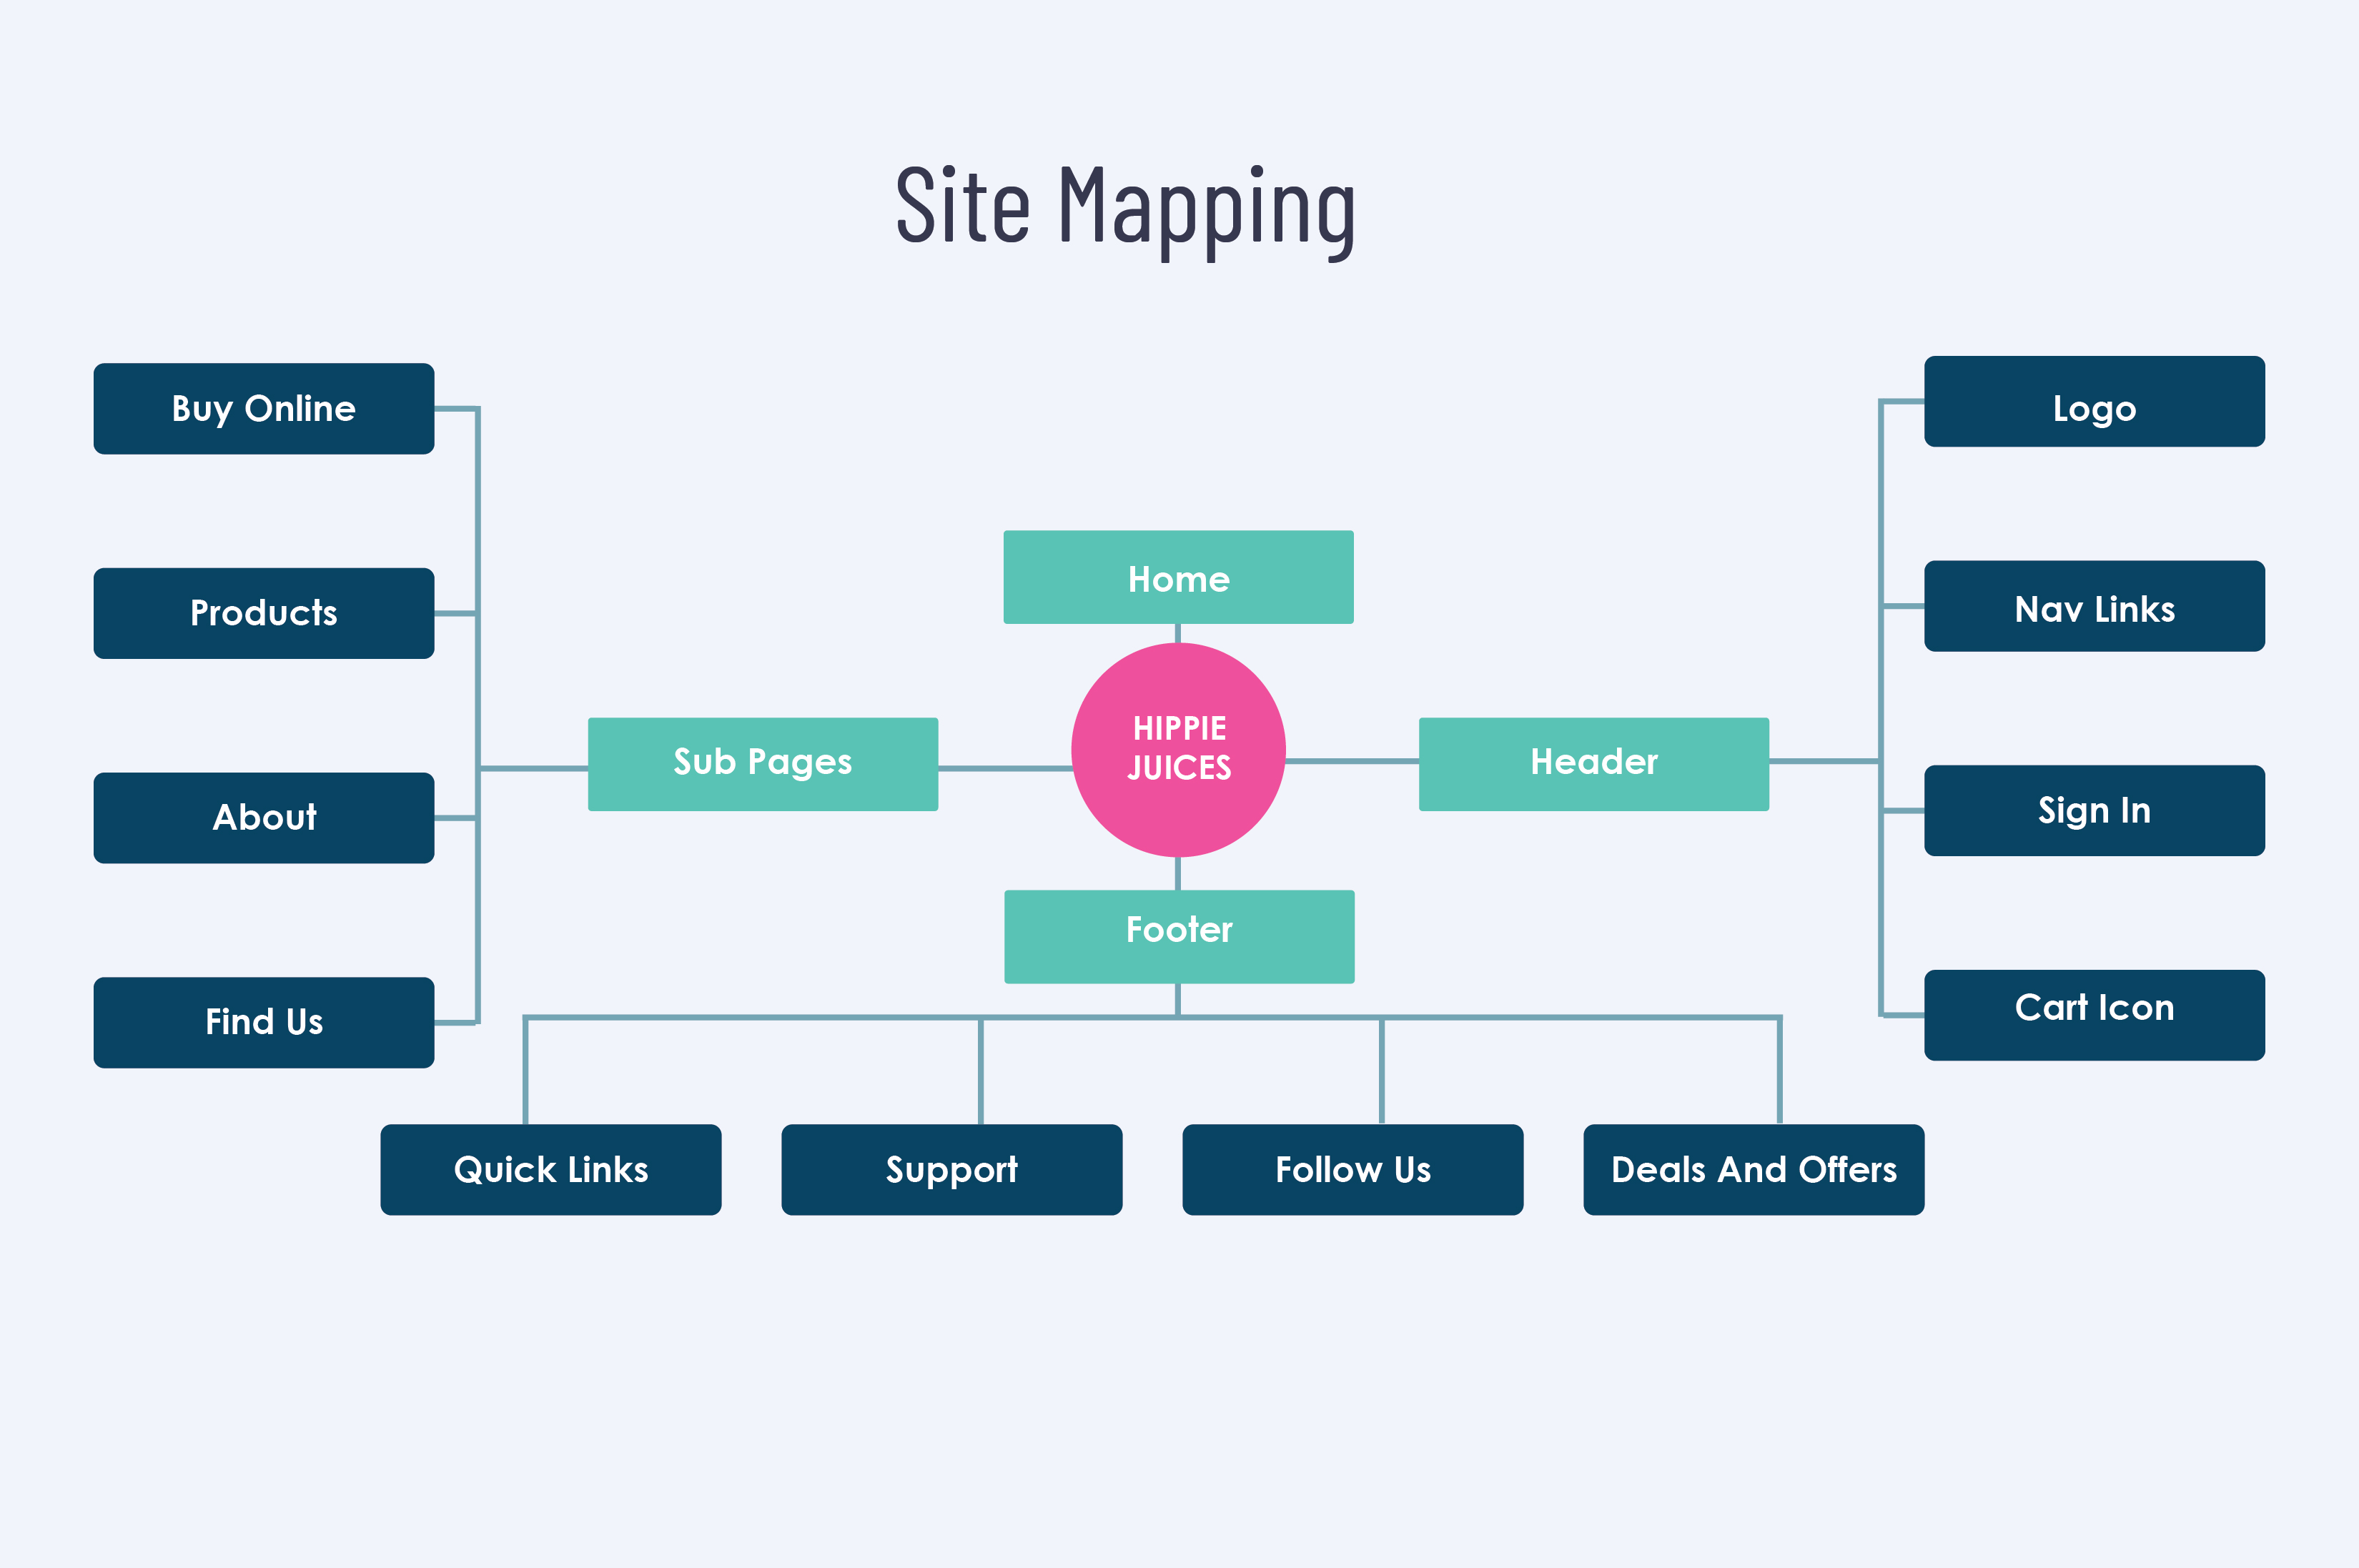 Site Mapping
Buy Online
Products
About
Find Us
Sub Pages
Home
HIPPIE
JUICES
Footer
Header
Logo
Nav Links
Sign In
Cart Icon
Quick Links
Support
Follow Us
Deals And Offers